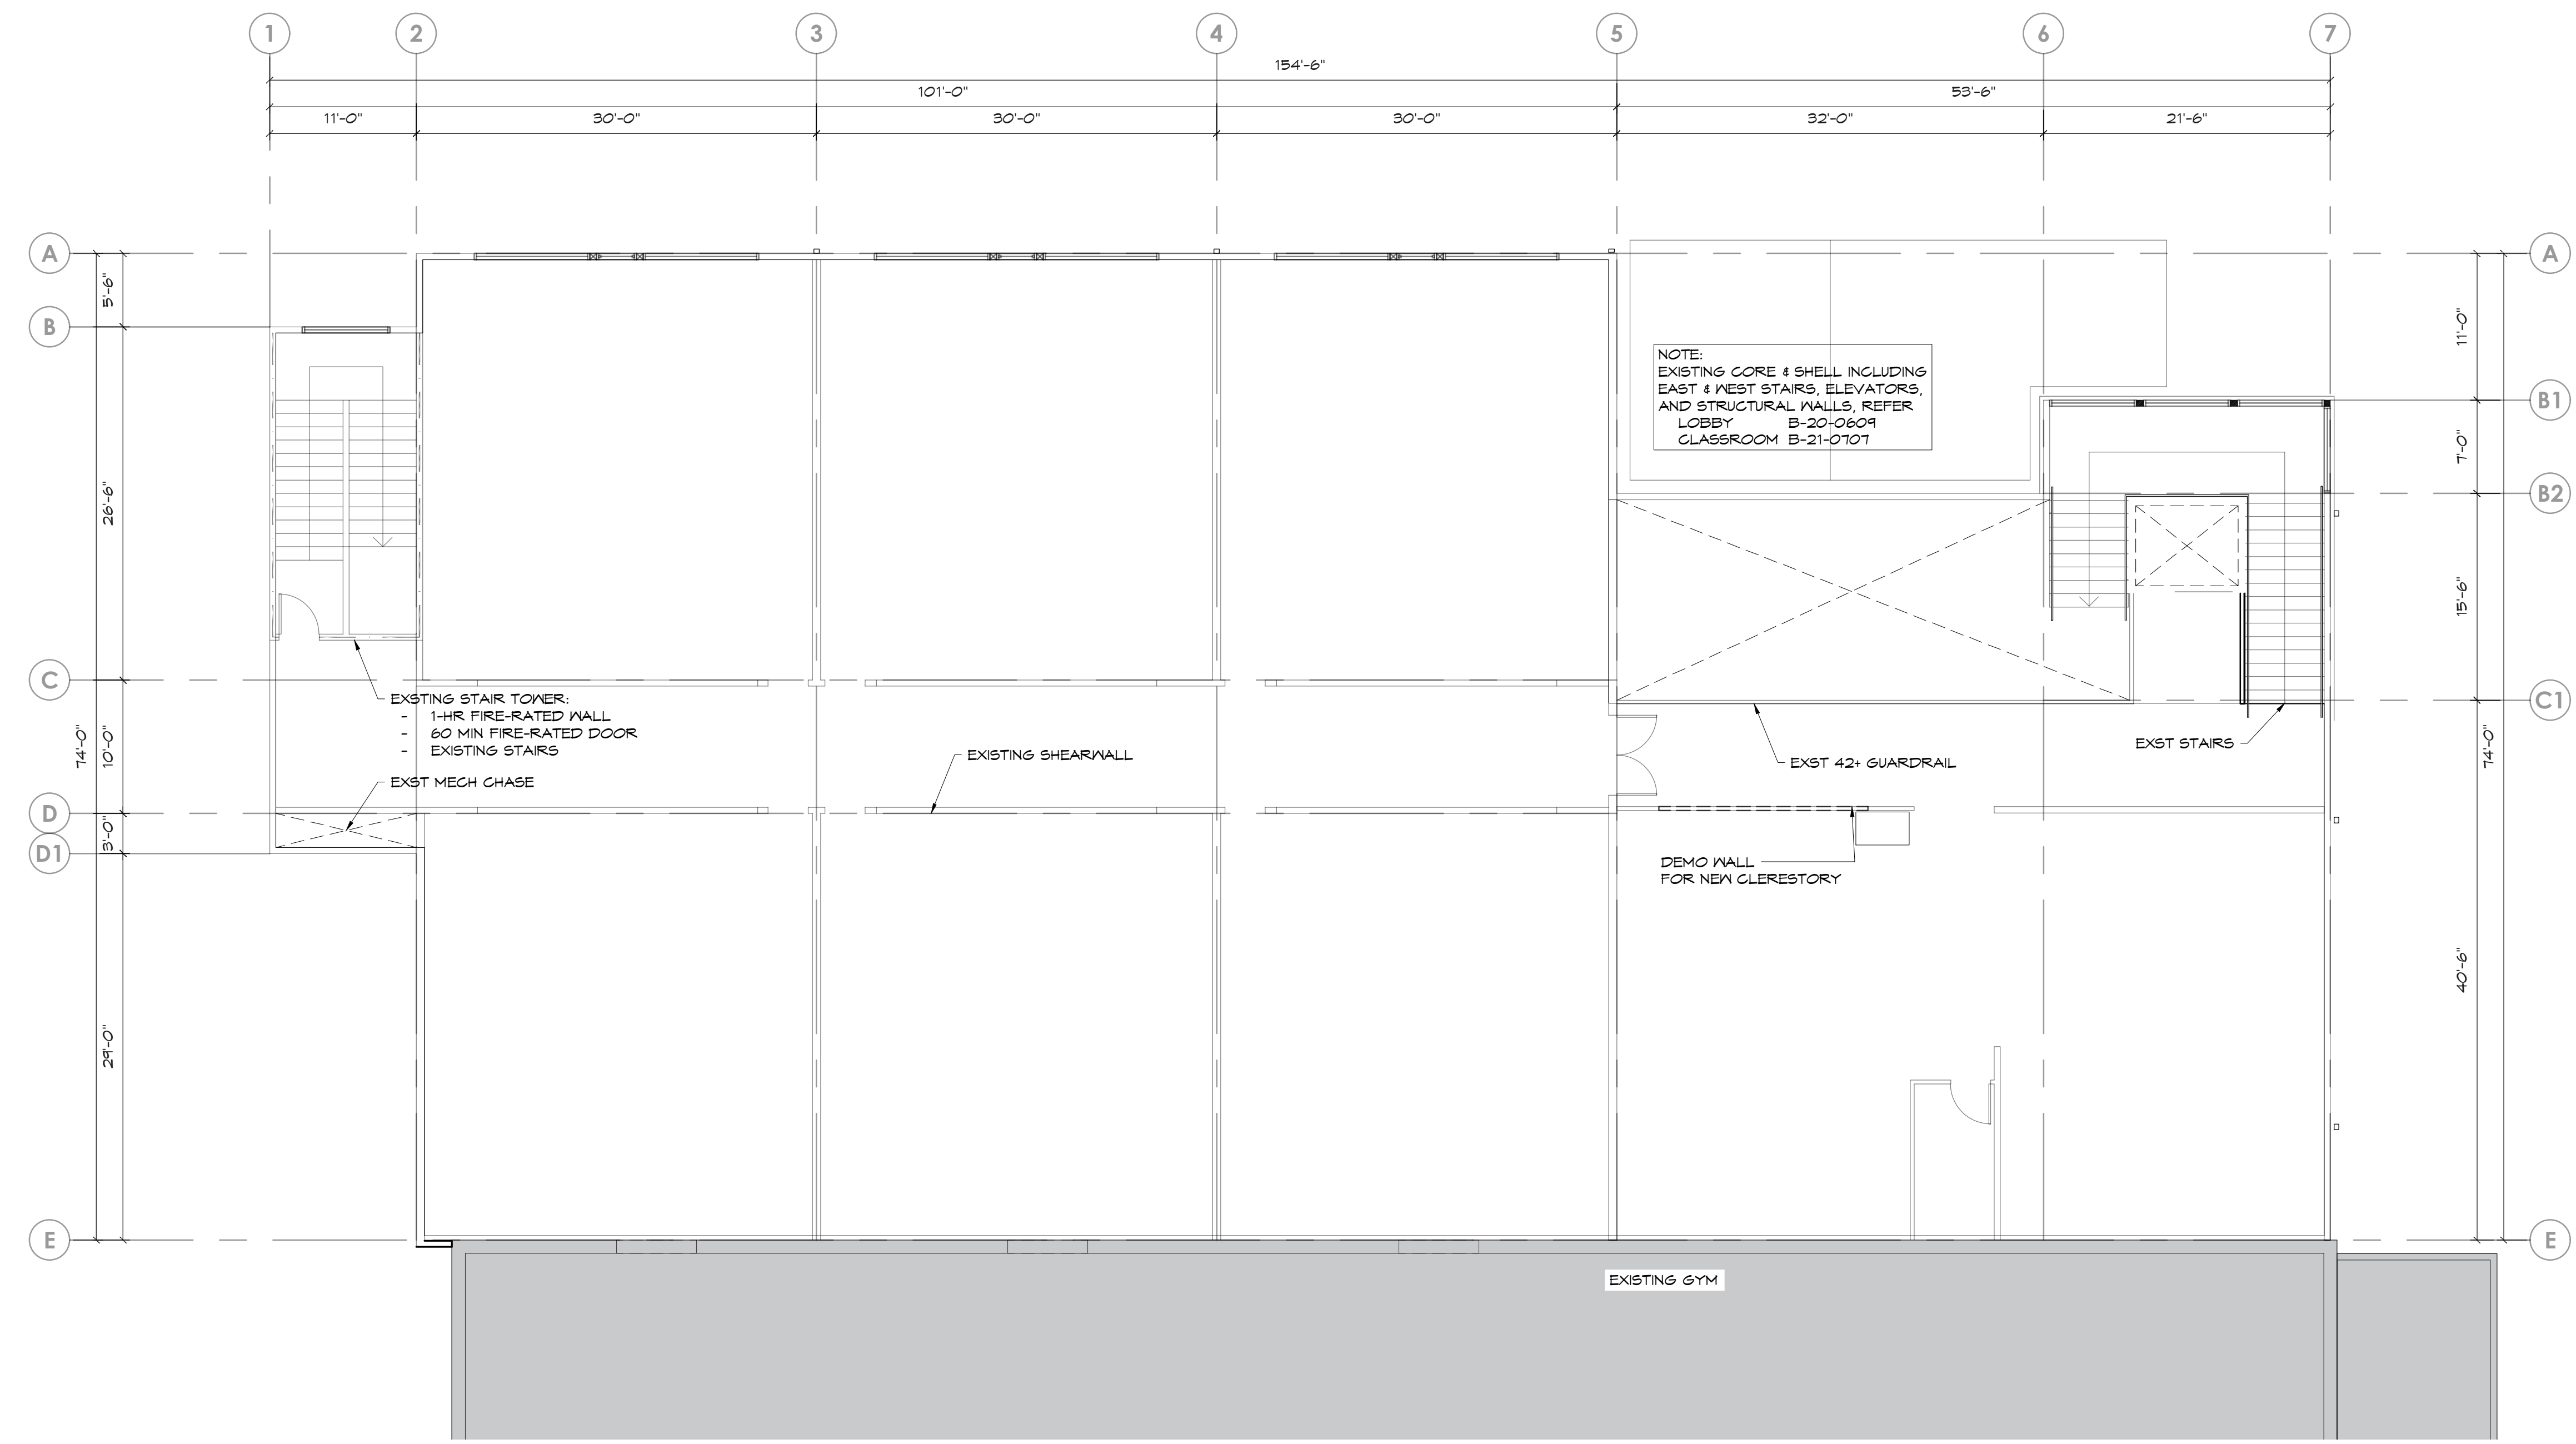 1 2 3 4 5 6 7
154'-6"
101'-0" 53'-6"
11'-0" 30'-0" 30'-0" 30'-0" 32'-0" 21'-6"
A A
5'-6"
B
11'-0"
NOTE:
EXISTING CORE & SHELL INCLUDING
EAST & WEST STAIRS, ELEVATORS,
AND STRUCTURAL WALLS, REFER
LOBBY B-20-0609
CLASSROOM B-21-0707
B1
7'-0"
B2
26'-6"
15'-6"
C
C1
EXSTING STAIR TOWER:
- 1-HR FIRE-RATED WALL
- 60 MIN FIRE-RATED DOOR
- EXISTING STAIRS
74'-0"
10'-0"
EXISTING SHEARWALL
EXST 42+ GUARDRAIL
EXST STAIRS
74'-0"
EXST MECH CHASE
D
3'-0"
D1
DEMO WALL
FOR NEW CLERESTORY
40'-6"
29'-0"
E E
EXISTING GYM